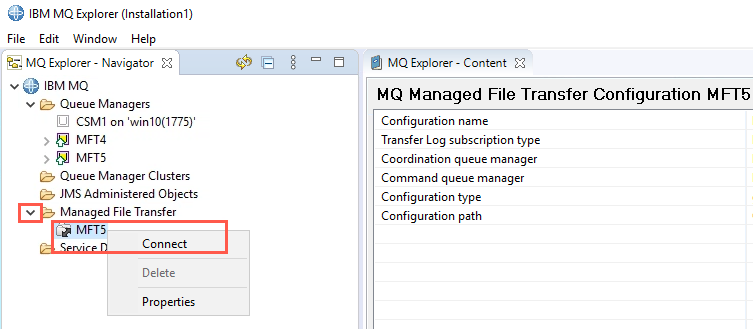 IBM MQ Explorer (Installation1)
File Edit Window Help
MQ Explorer - Navigator
IBM MQ
Queue Managers
CSM1 on 'win10(1775)'
MFT4
MFT5
Queue Manager Clusters
JMS Administered Objects
Managed File Transfer
MFT5
Service D
Connect
Delete
Properties
MQ Explorer - Content
MQ Managed File Transfer Configuration MFT5
Configuration name
Transfer Log subscription type
Coordination queue manager
Command queue manager
Configuration type
Configuration path